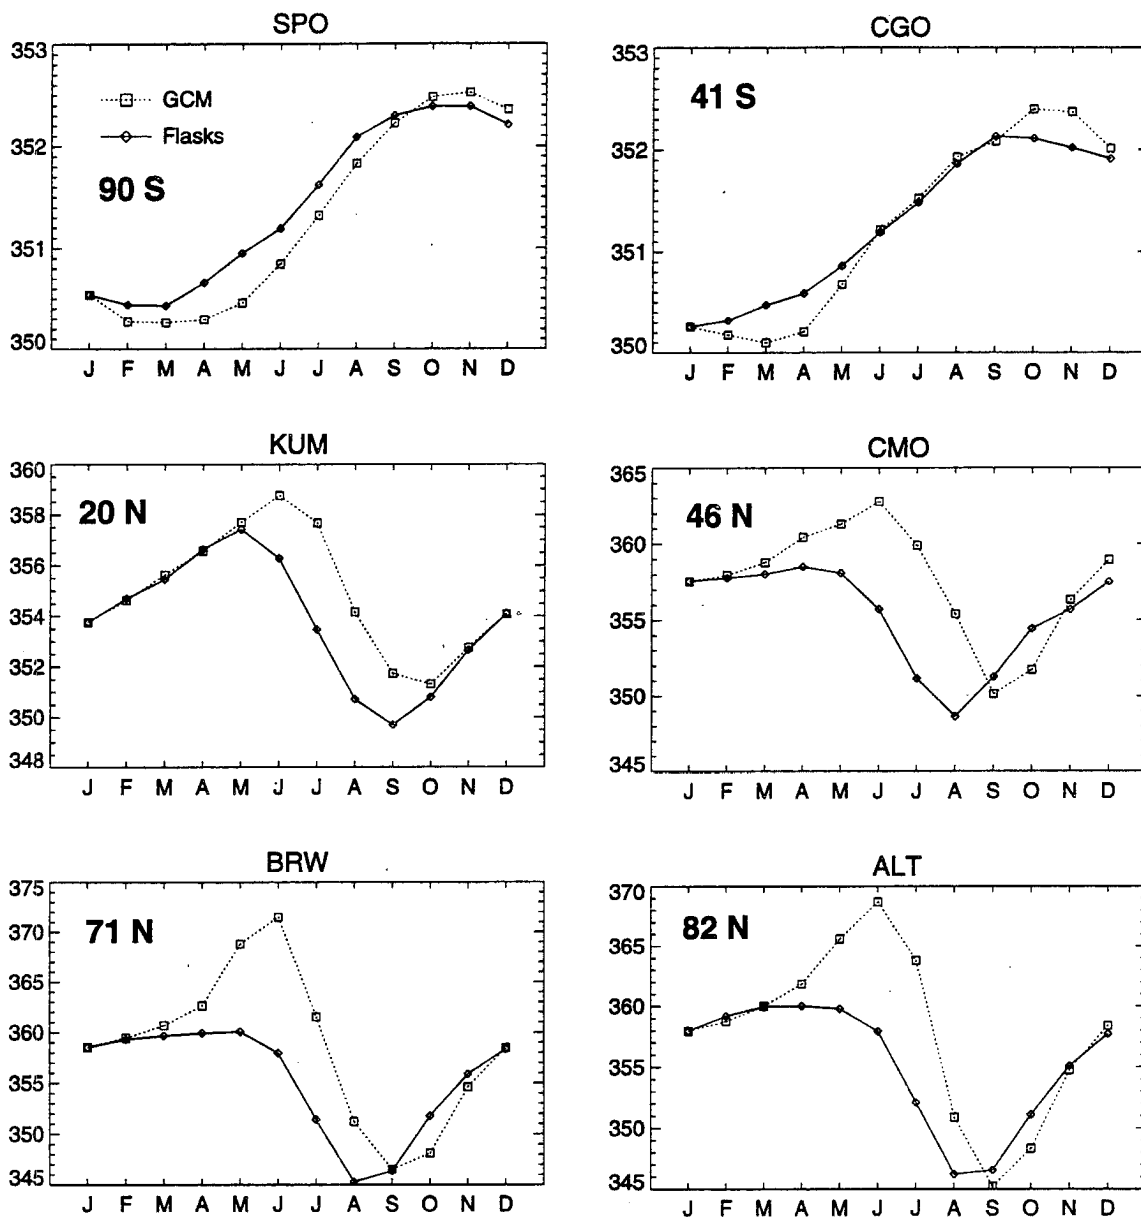 SPO
353
352
351
350
GCM
Flasks
90 S
J F M A M J J A S O N D
CGO
353
352
351
350
41 S
J F M A M J J A S O N D
KUM
360
358
356
354
352
350
348
20 N
J F M A M J J A S O N D
CMO
365
360
355
350
345
46 N
J F M A M J J A S O N D
BRW
375
370
365
360
355
350
345
71 N
J F M A M J J A S O N D
ALT
370
365
360
355
350
345
82 N
J F M A M J J A S O N D